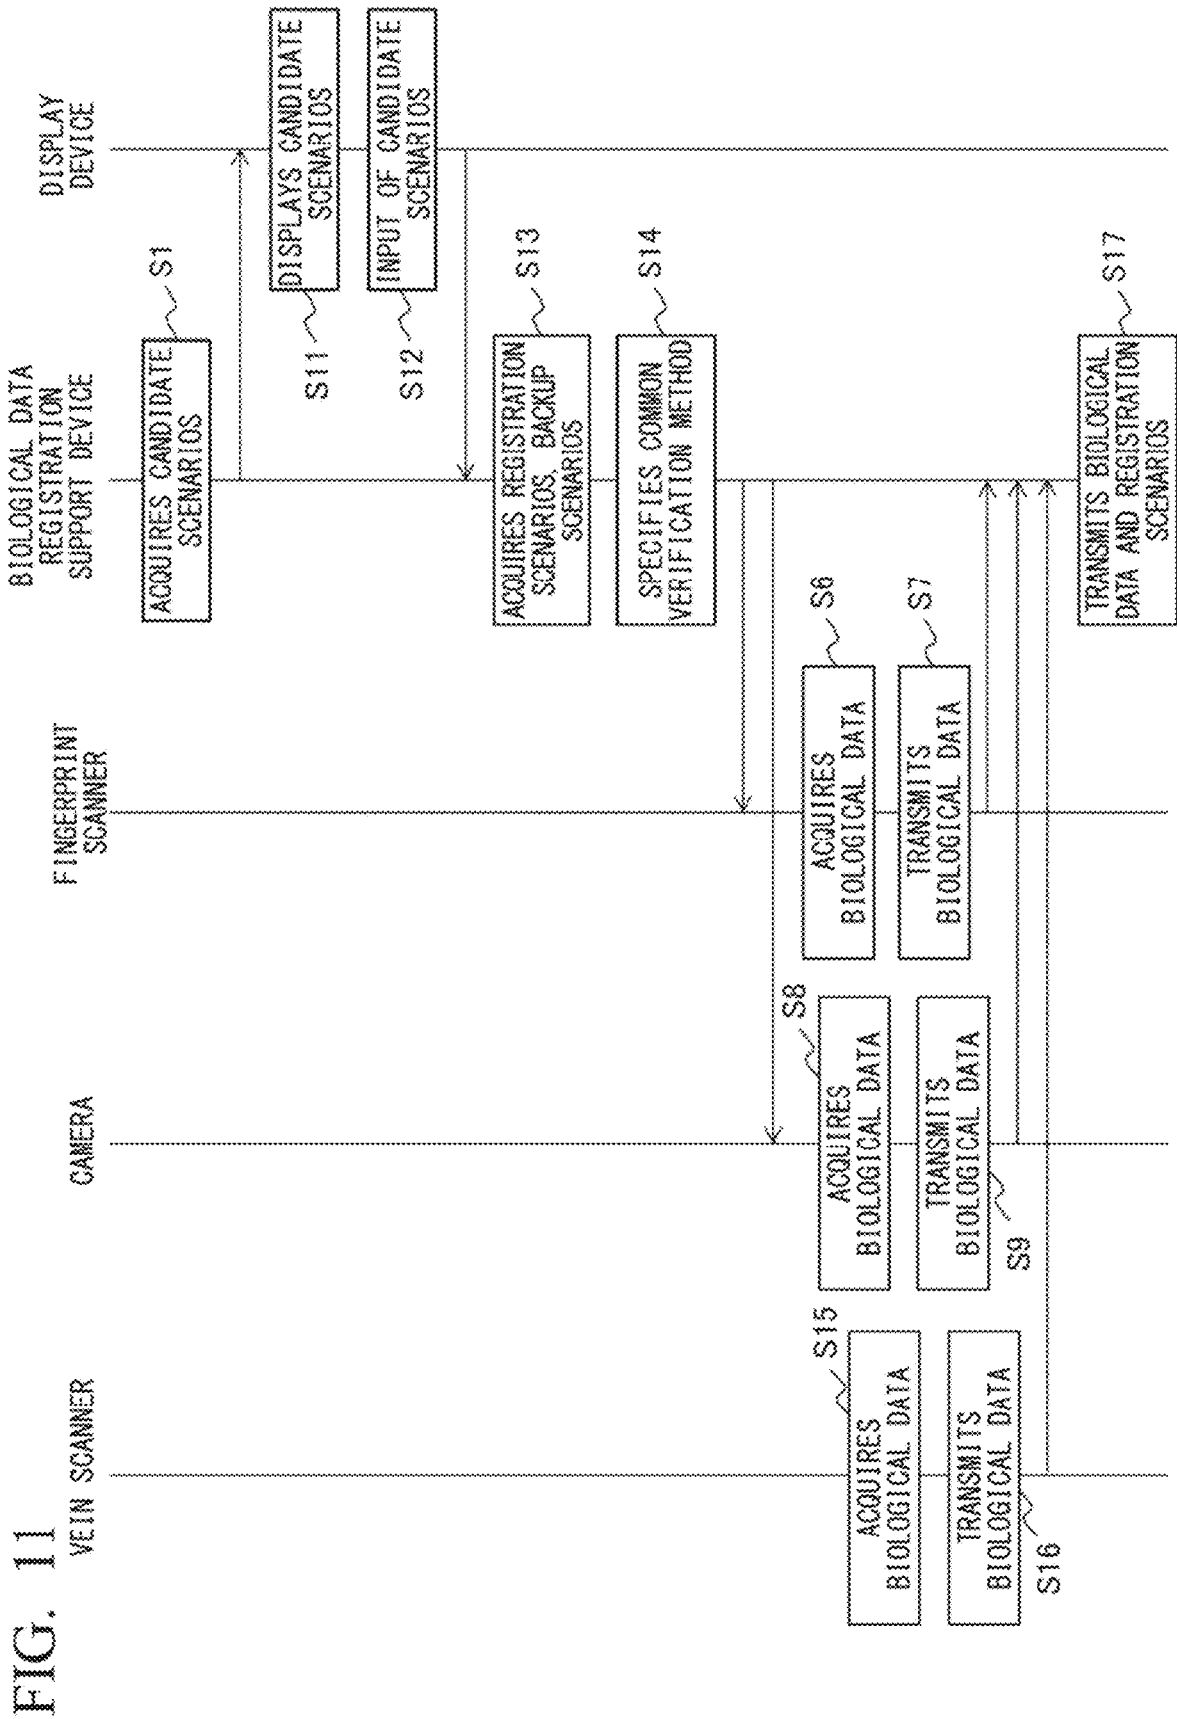 FIG. 11
VEIN SCANNER
CAMERA
FINGERPRINT
SCANNER
BIOLOGICAL DATA
REGISTRATION
SUPPORT DEVICE
DISPLAY
DEVICE
ACQUIRES CANDIDATE
SCENARIOS
S1
DISPLAYS CANDIDATE
SCENARIOS
S11
INPUT OF CANDIDATE
SCENARIOS
S12
ACQUIRES REGISTRATION
SCENARIOS, BACKUP
SCENARIOS
S13
SPECIFIES COMMON
VERIFICATION METHOD
S14
ACQUIRES
BIOLOGICAL DATA
S6
TRANSMITS
BIOLOGICAL DATA
S7
ACQUIRES
BIOLOGICAL DATA
S8
TRANSMITS
BIOLOGICAL DATA
S9
ACQUIRES
BIOLOGICAL DATA
S15
TRANSMITS
BIOLOGICAL DATA
S16
TRANSMITS BIOLOGICAL
DATA AND REGISTRATION
SCENARIOS
S17